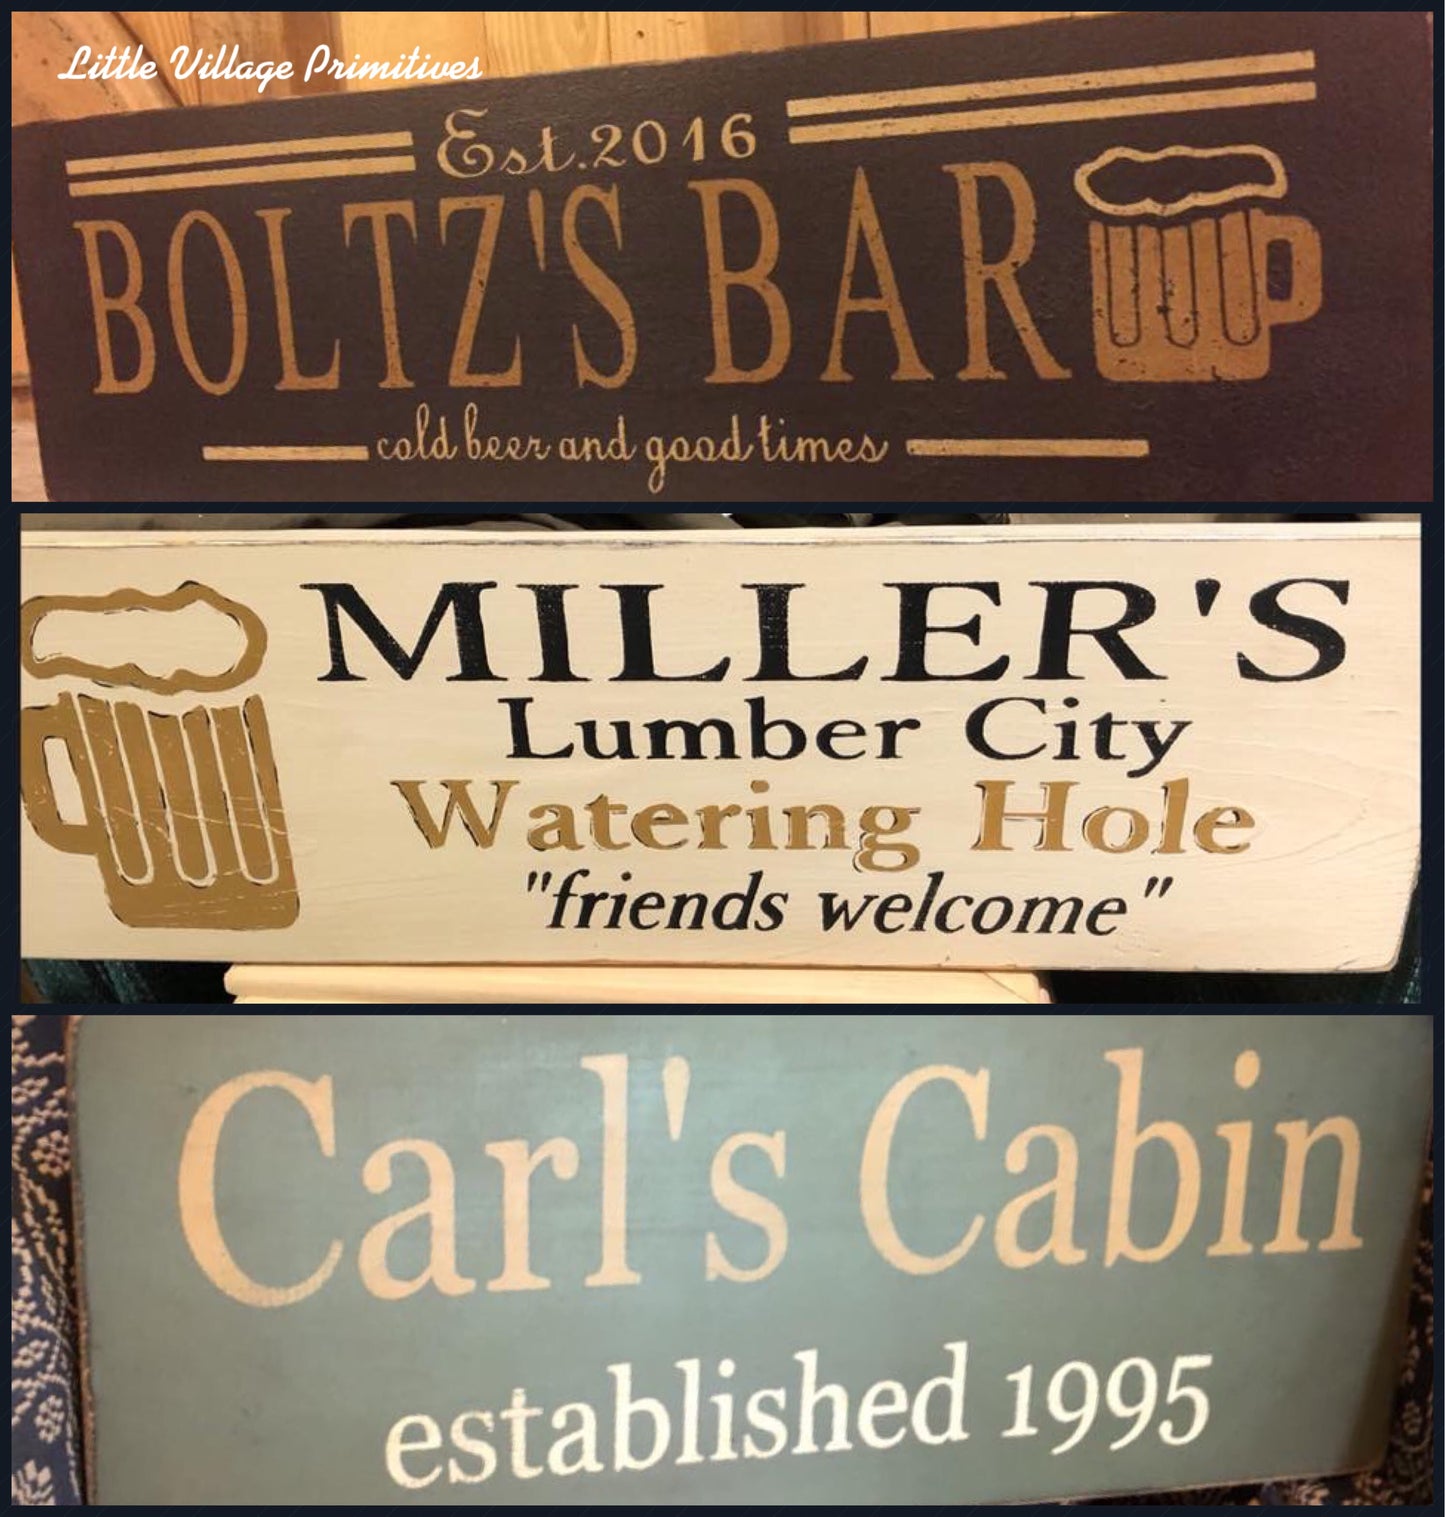 Little Village Primitives
Est.2016
BOLTZ'S BAR
cold beer and good times
MILLER'S
Lumber City
Watering Hole
"friends welcome"
Carl's Cabin
established 1995